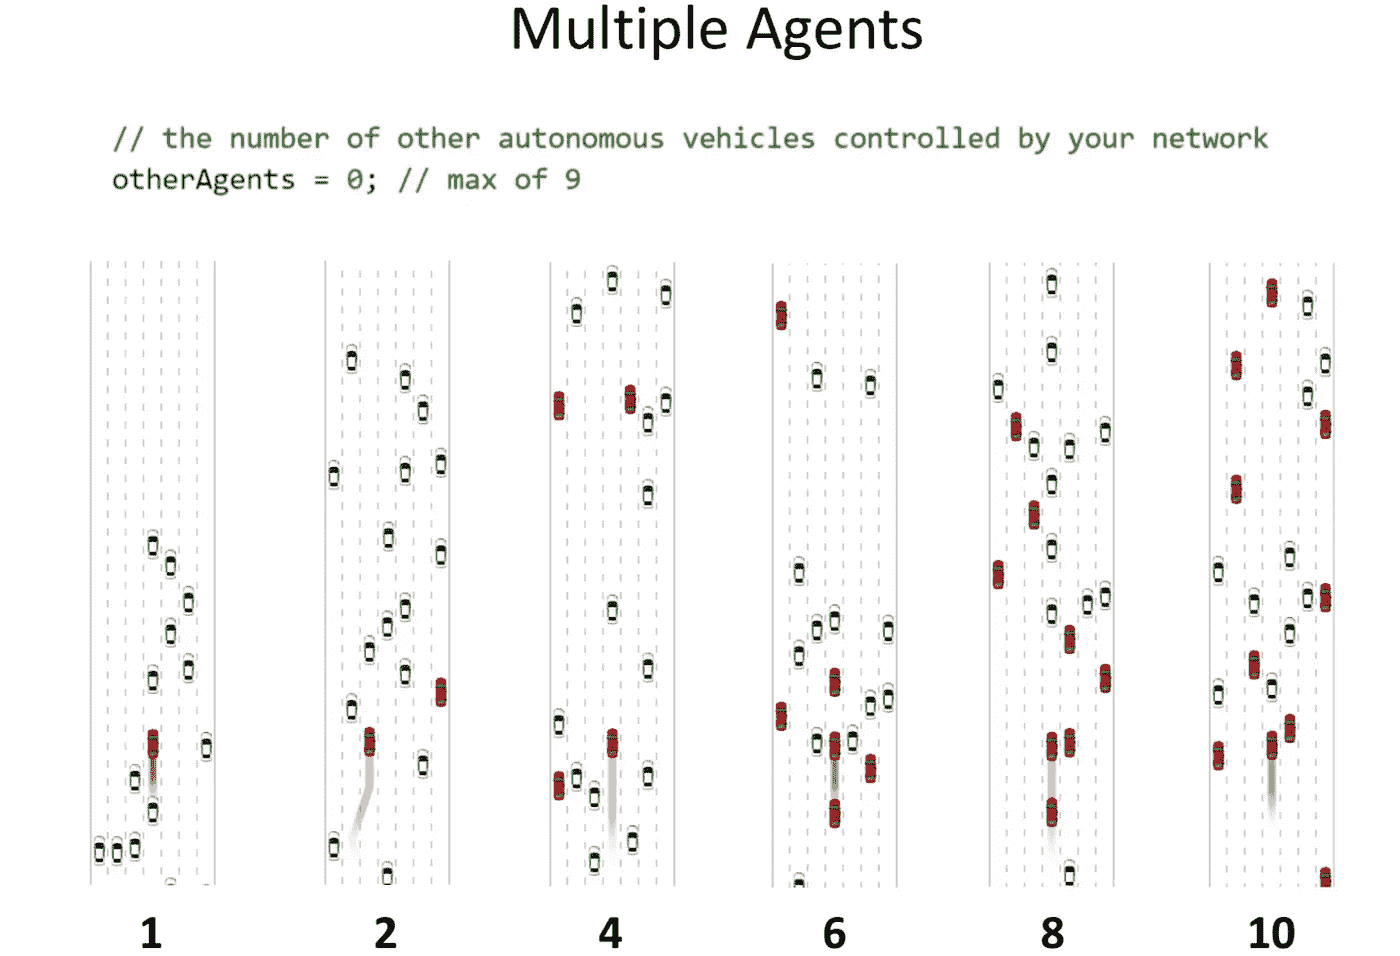 Multiple Agents
// the number of other autonomous vehicles controlled by your network
otherAgents = 0; // max of 9
1 2 4 6 8 10